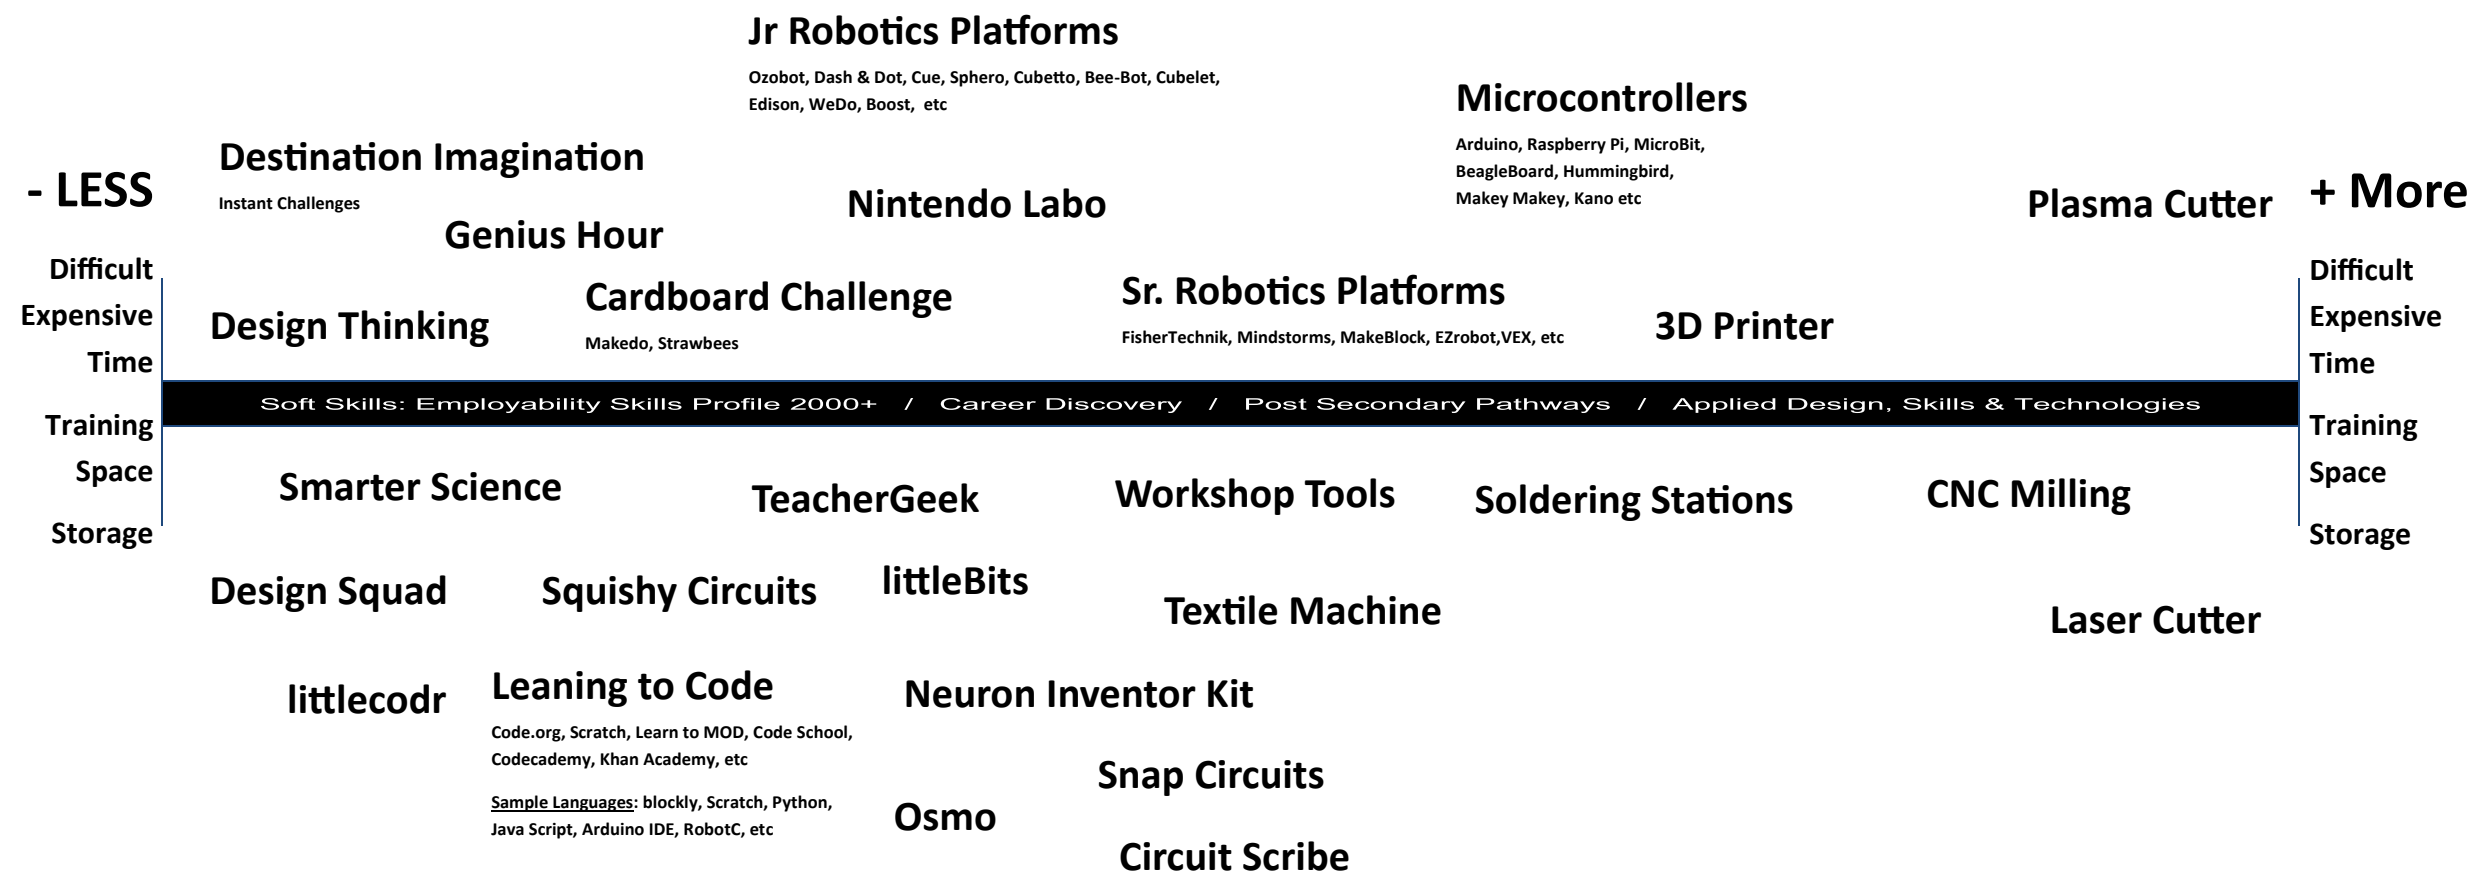 Jr Robotics Platforms
Ozobot, Dash & Dot, Cue, Sphero, Cubetto, Bee-Bot, Cubelet,
Edison, WeDo, Boost, etc
Microcontrollers
Arduino, Raspberry Pi, MicroBit,
BeagleBoard, Hummingbird,
Makey Makey, Kano etc
Destination Imagination
Instant Challenges
- LESS
Nintendo Labo
Plasma Cutter
+ More
Genius Hour
Difficult
Expensive
Time
Training
Space
Storage
Design Thinking
Cardboard Challenge
Makedo, Strawbees
Sr. Robotics Platforms
FisherTechnik, Mindstorms, MakeBlock, EZrobot,VEX, etc
3D Printer
Difficult
Expensive
Time
Training
Space
Storage
Soft Skills: Employability Skills Profile 2000+ / Career Discovery / Post Secondary Pathways / Applied Design, Skills & Technologies
Smarter Science
TeacherGeek
Workshop Tools
Soldering Stations
CNC Milling
Design Squad
Squishy Circuits
littleBits
Textile Machine
Laser Cutter
littlecodr
Leaning to Code
Code.org, Scratch, Learn to MOD, Code School,
Codecademy, Khan Academy, etc
Sample Languages: blockly, Scratch, Python,
Java Script, Arduino IDE, RobotC, etc
Neuron Inventor Kit
Snap Circuits
Osmo
Circuit Scribe